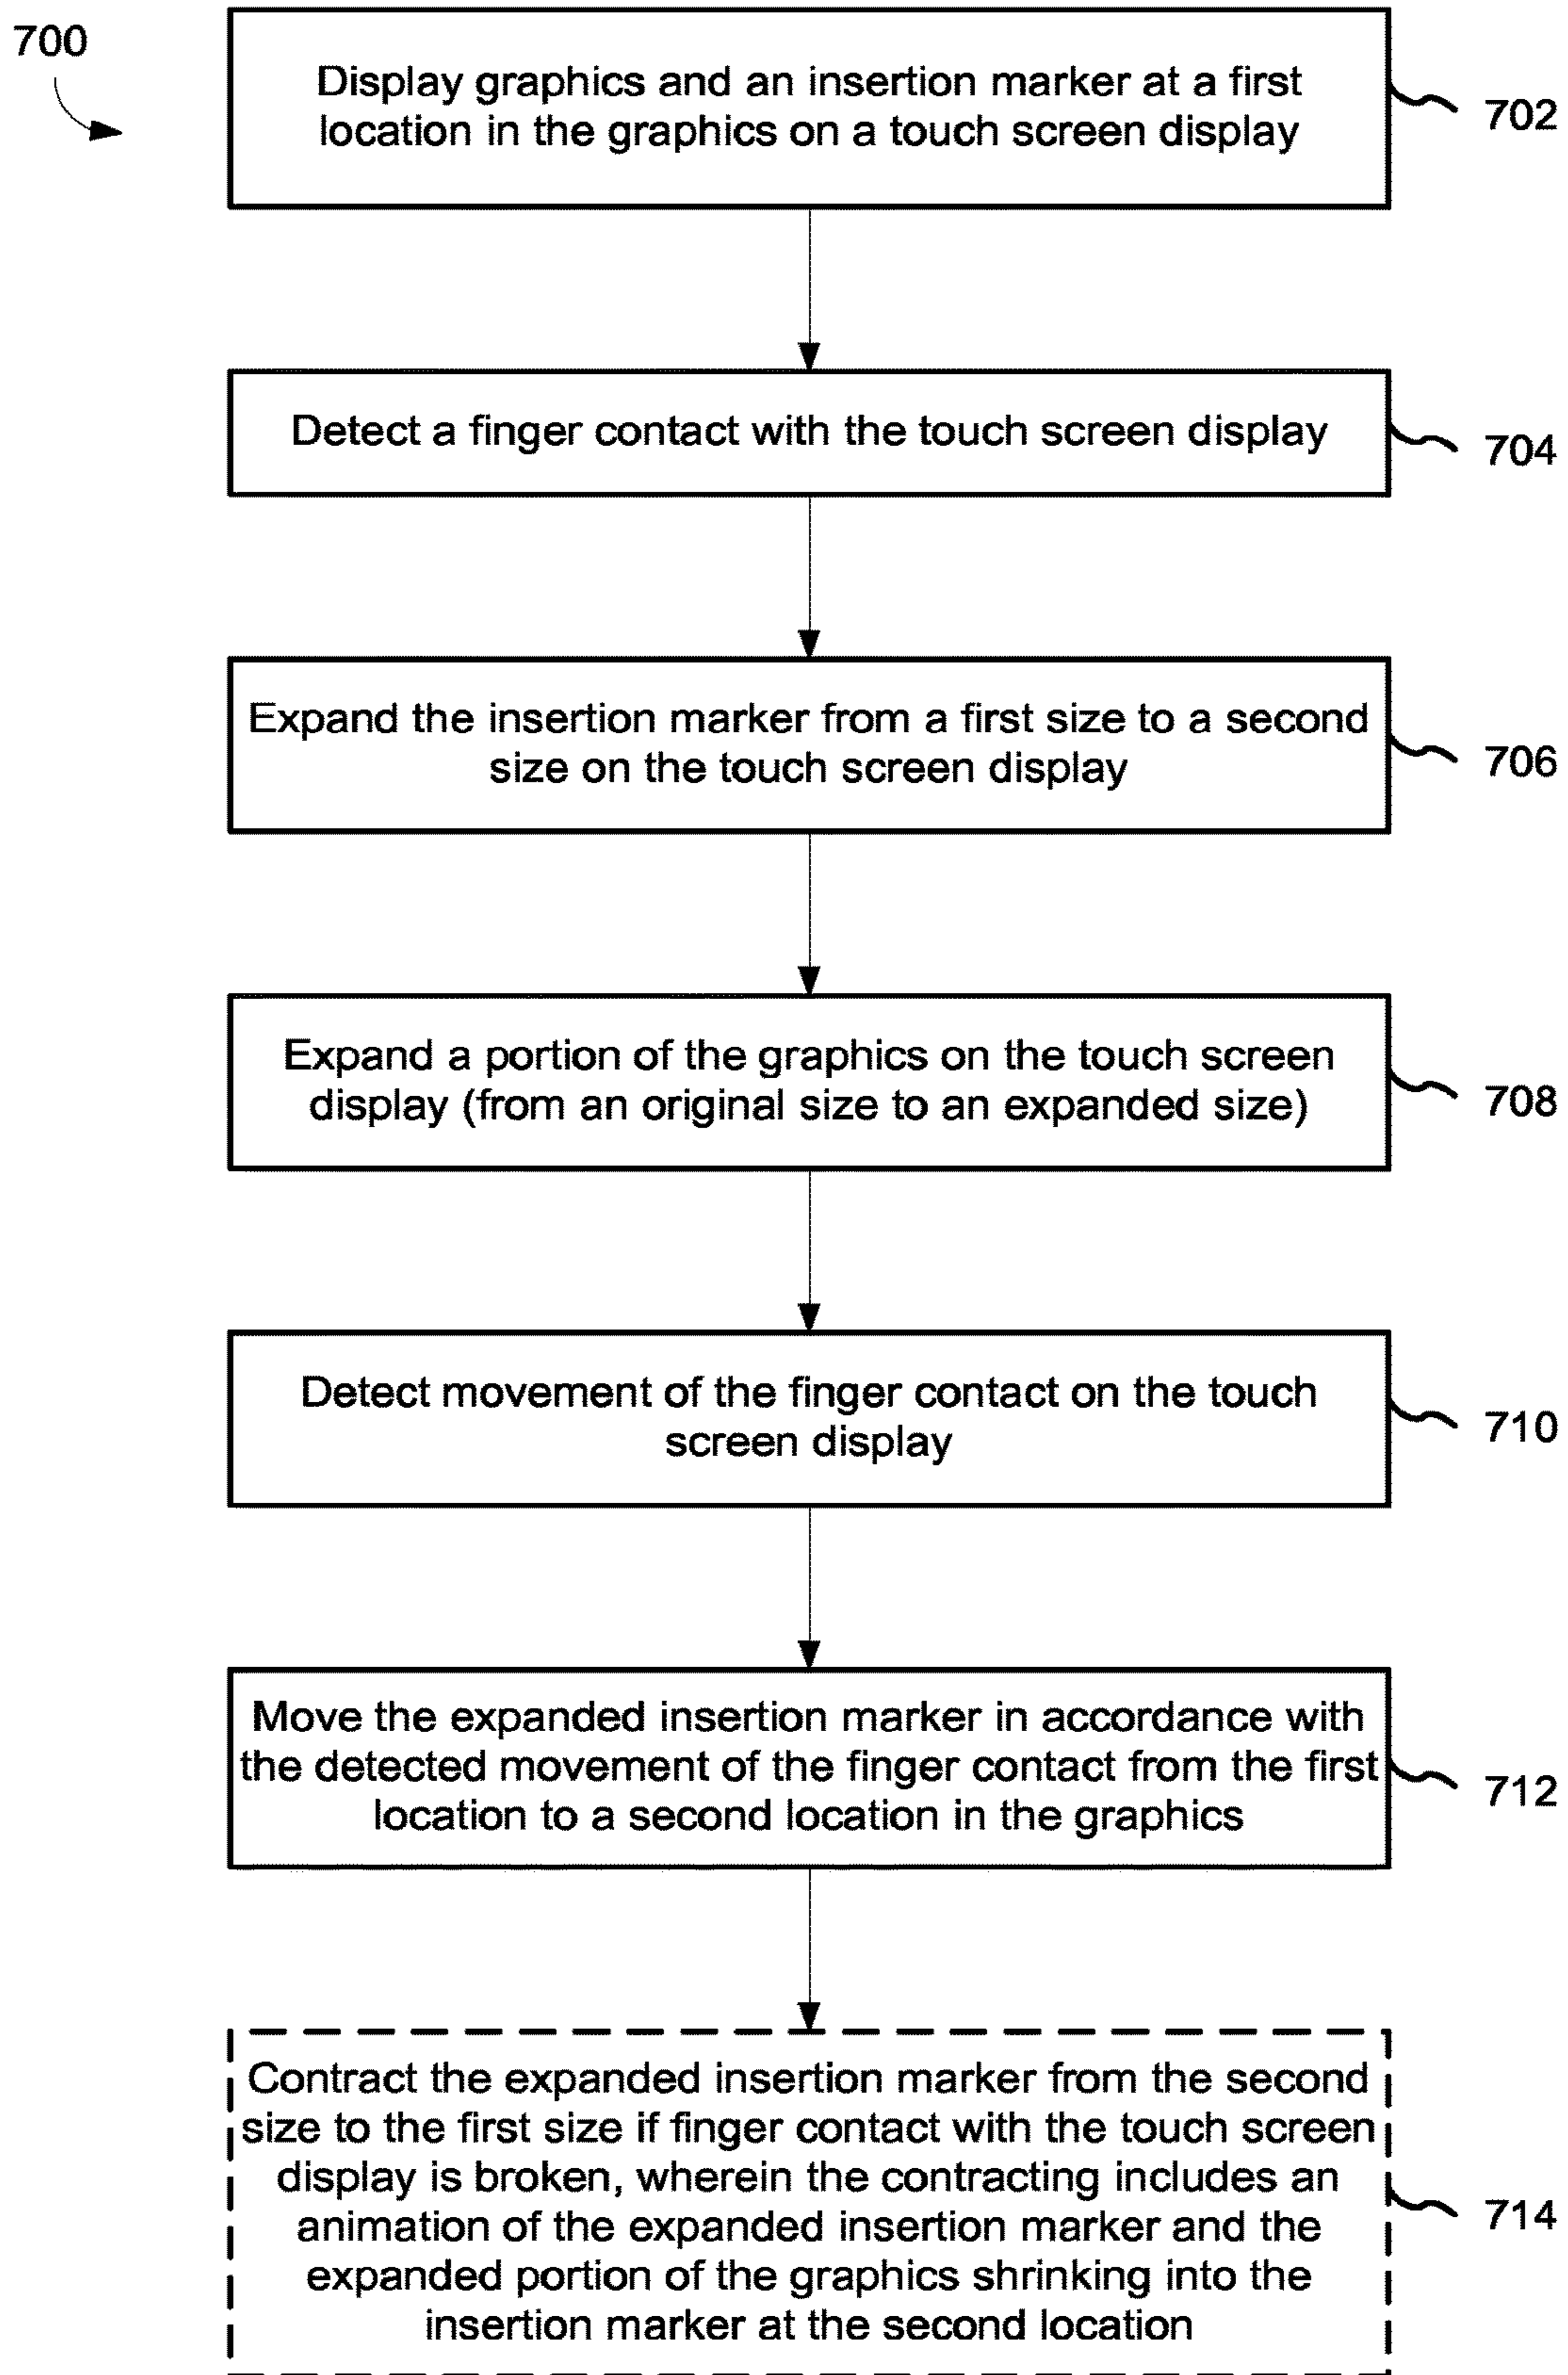 700
Display graphics and an insertion marker at a first
location in the graphics on a touch screen display
702
Detect a finger contact with the touch screen display
704
Expand the insertion marker from a first size to a second
size on the touch screen display
706
Expand a portion of the graphics on the touch screen
display (from an original size to an expanded size)
708
Detect movement of the finger contact on the touch
screen display
710
Move the expanded insertion marker in accordance with
the detected movement of the finger contact from the first
location to a second location in the graphics
712
Contract the expanded insertion marker from the second
size to the first size if finger contact with the touch screen
display is broken, wherein the contracting includes an
animation of the expanded insertion marker and the
expanded portion of the graphics shrinking into the
insertion marker at the second location
714